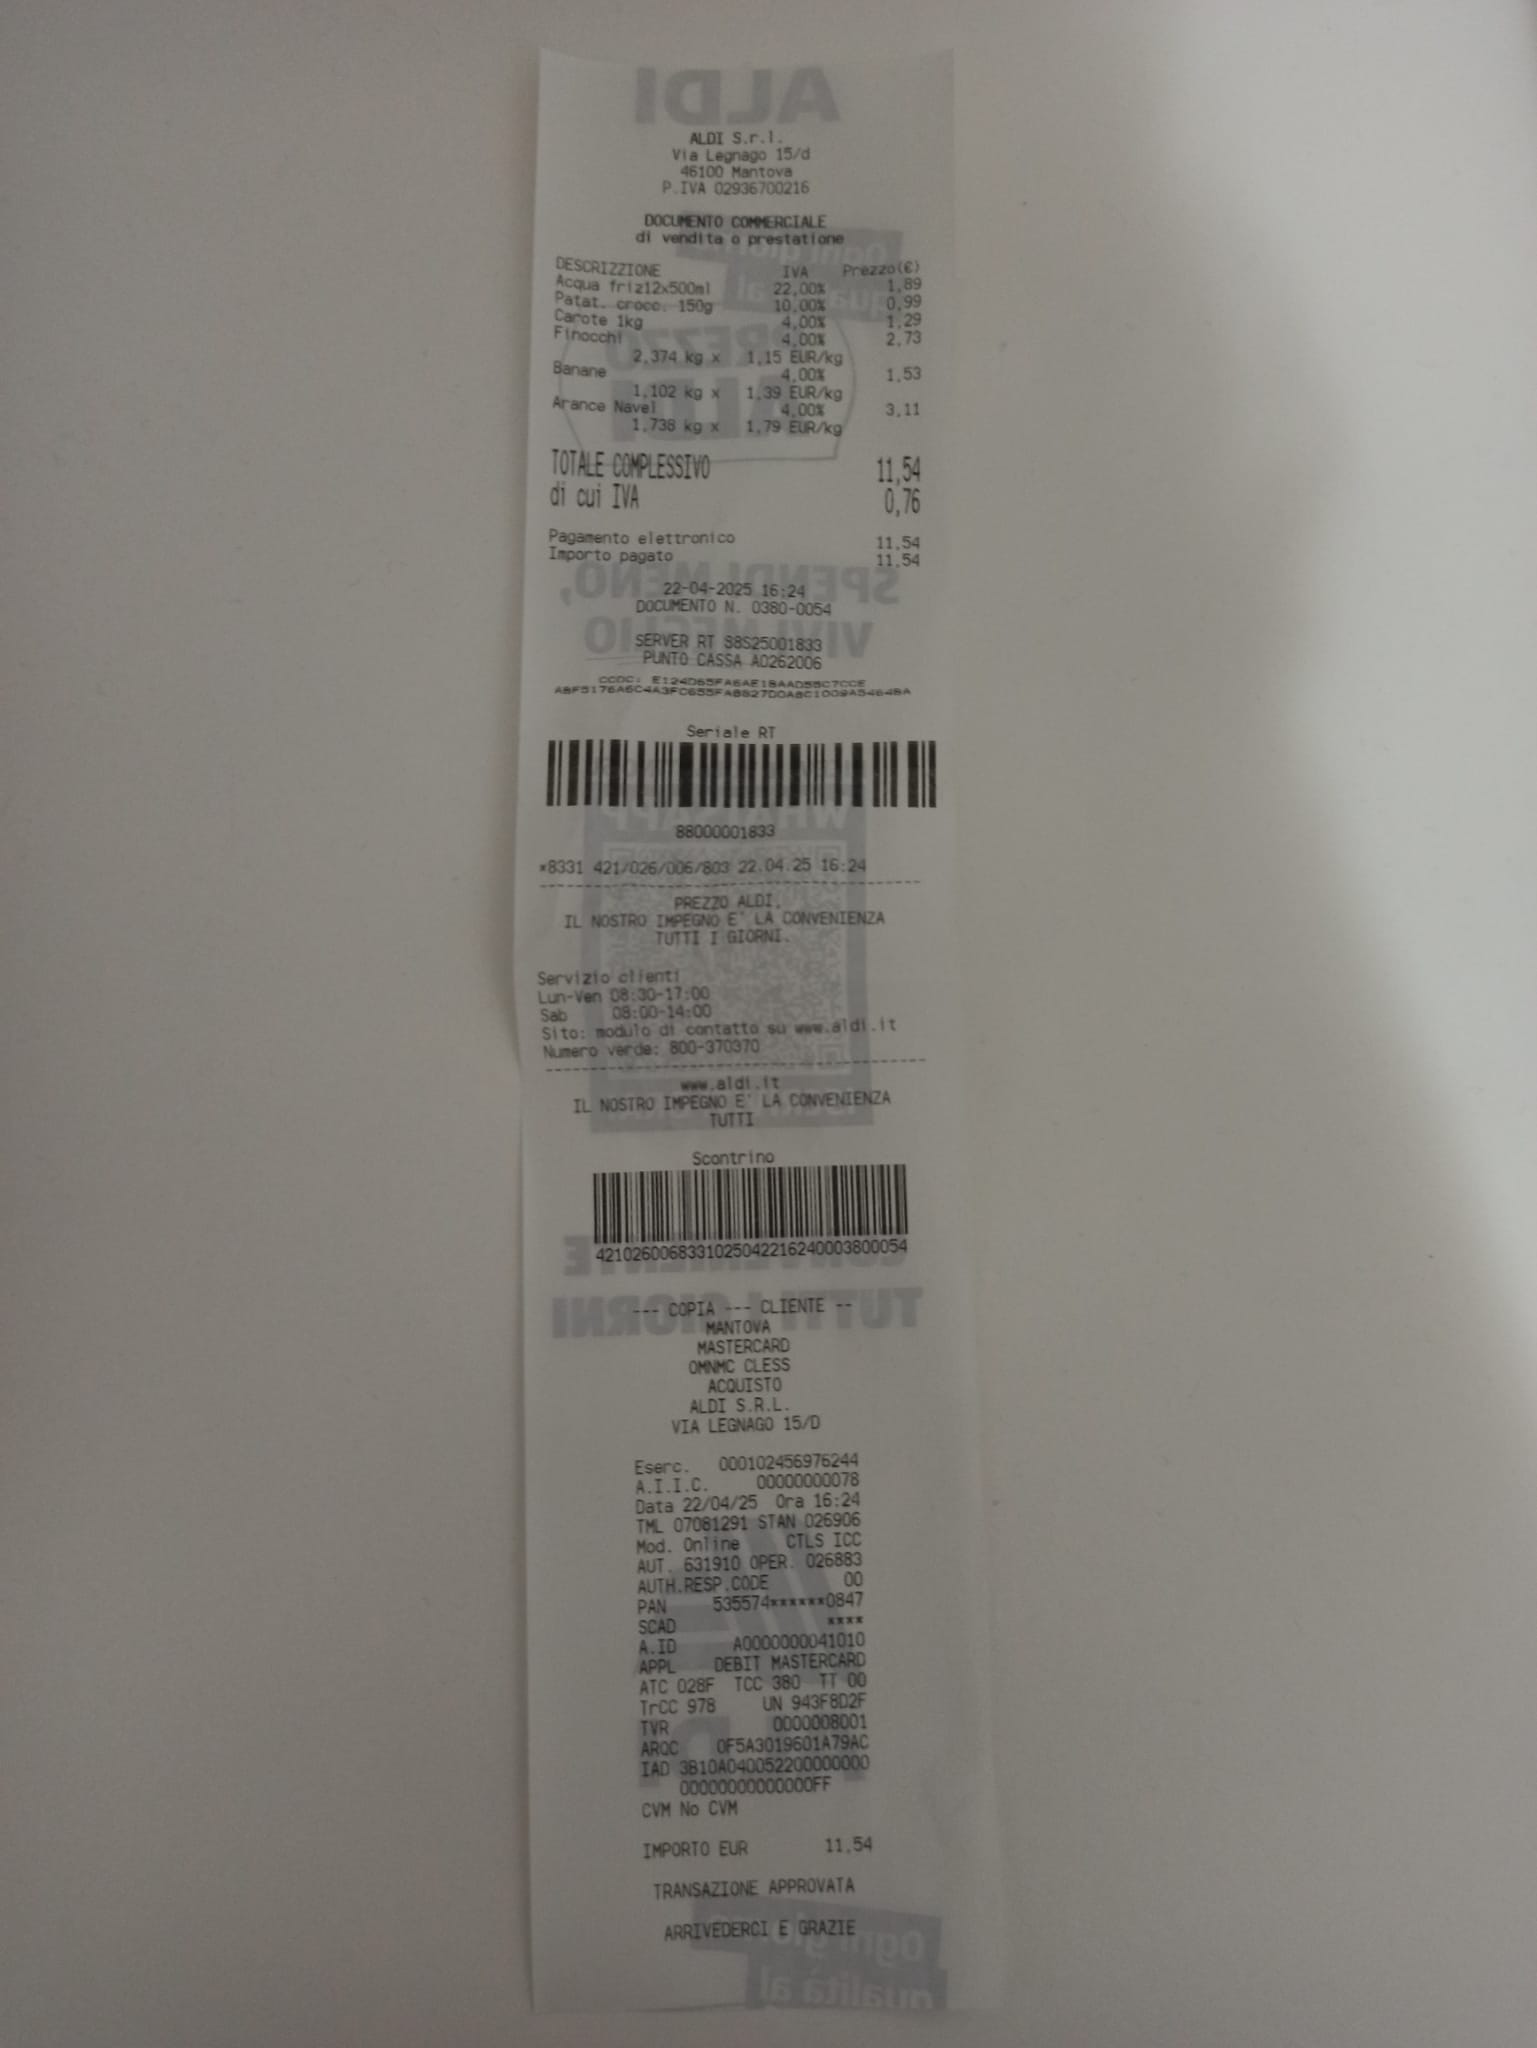 ALDI
ALDI S.r.l.
Via Legnago 15/d
46100 Mantova
P.IVA 02936700216
DOCUMENTO COMMERCIALE
di vendita o prestazione
DESCRIZZIONE IVA Prezzo(€)
Acqua friz12x500ml 22,00% 1,89
Patat. crocc. 150g 10,00% 0,99
Carote 1kg 4,00% 1,29
Finocchi 4,00% 2,73
2,374 kg x 1,15 EUR/kg
Banane 4,00% 1,53
1,102 kg x 1,39 EUR/kg
Arance Navel 4,00% 3,11
1,738 kg x 1,79 EUR/kg
TOTALE COMPLESSIVO 11,54
di cui IVA 0,76
Pagamento elettronico 11,54
Importo pagato 11,54
22-04-2025 16:24
DOCUMENTO N. 0380-0054
SERVER RT S8S25001833
PUNTO CASSA A0262006
CCDC:
Seriale RT
88000001833
*8331 421/026/006/803 22.04.25 16:24
PREZZO ALDI.
IL NOSTRO IMPEGNO E' LA CONVENIENZA
TUTTI I GIORNI.
Servizio clienti
Lun-Ven 08:30-17:00
Sab 08:00-14:00
Sito: modulo di contatto su www.aldi.it
Numero verde: 800-370370
www.aldi.it
IL NOSTRO IMPEGNO E' LA CONVENIENZA
TUTTI
Scontrino
4210260068331025042216240003800054
--- COPIA --- CLIENTE --
MANTOVA
MASTERCARD
OMNMC CLESS
ACQUISTO
ALDI S.R.L.
VIA LEGNAGO 15/D
Eserc. 000102456976244
A.I.I.C. 00000000078
Data 22/04/25 Ora 16:24
TML 07081291 STAN 026906
Mod. Online CTLS ICC
AUT. 631910 OPER. 026883
AUTH.RESP.CODE 00
PAN 535574******0847
SCAD ****
A.ID A0000000041010
APPL DEBIT MASTERCARD
ATC 028F TCC 380 TT 00
TrCC 978 UN 943F8D2F
TVR 0000008001
ARQC 0F5A3019601A79AC
IAD 3B10A040052200000000
00000000000000FF
CVM No CVM
IMPORTO EUR 11,54
TRANSAZIONE APPROVATA
ARRIVEDERCI E GRAZIE